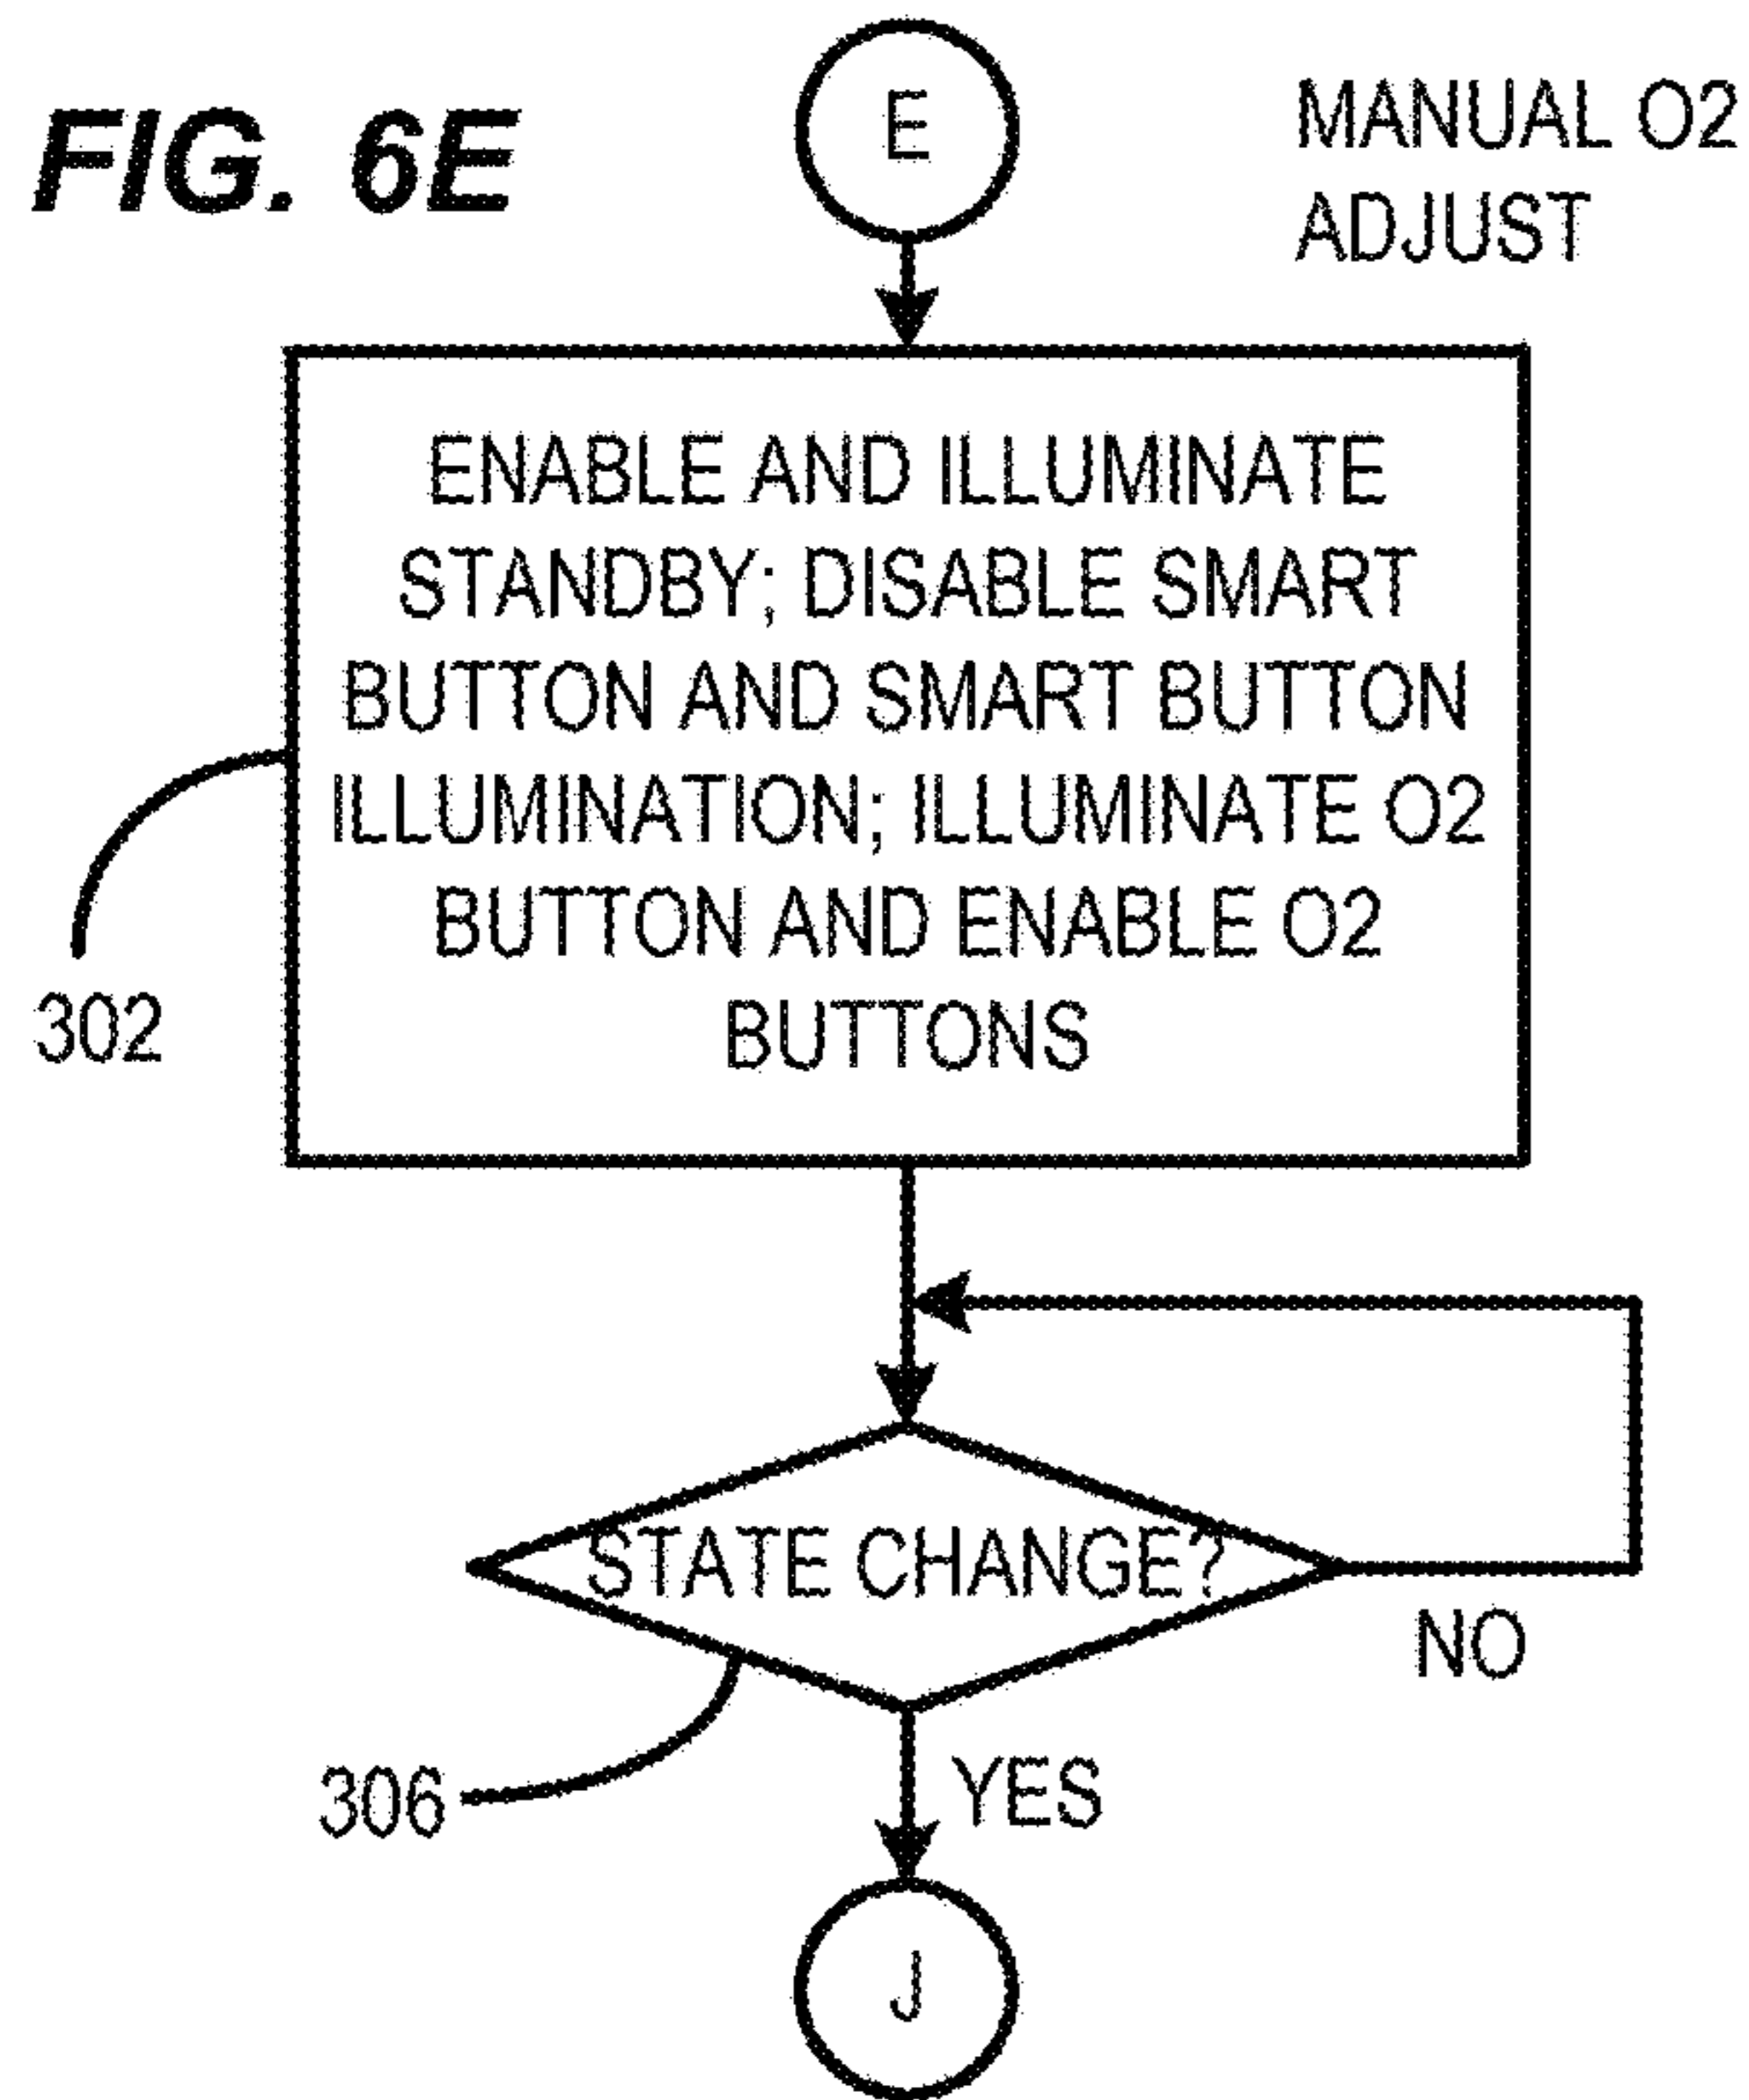 FIG. 6E
E
MANUAL O2
ADJUST
ENABLE AND ILLUMINATE
STANDBY; DISABLE SMART
BUTTON AND SMART BUTTON
ILLUMINATION; ILLUMINATE O2
BUTTON AND ENABLE O2
BUTTONS
302
STATE CHANGE?
NO
306
YES
J